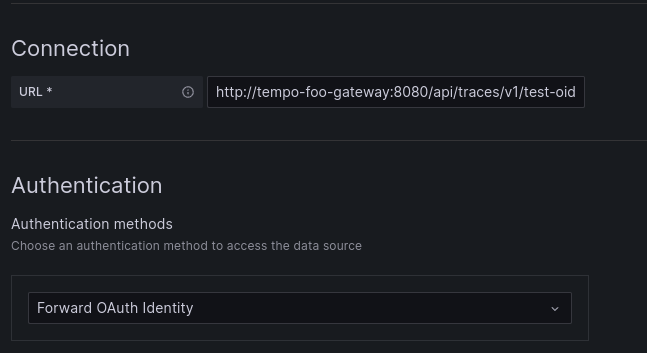 Connection
URL *
http://tempo-foo-gateway:8080/api/traces/v1/test-oid
Authentication
Authentication methods
Choose an authentication method to access the data source
Forward OAuth Identity